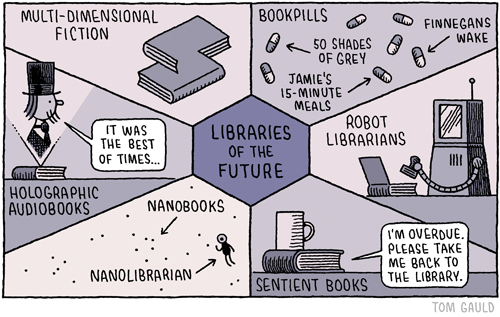 MULTI-DIMENSIONAL
FICTION
BOOKPILLS
50 SHADES
OF GREY
FINNEGANS
WAKE
JAMIE'S
15-MINUTE
MEALS
IT WAS
THE BEST
OF TIMES...
HOLOGRAPHIC
AUDIOBOOKS
LIBRARIES
OF THE
FUTURE
ROBOT
LIBRARIANS
NANOBOOKS
NANOLIBRARIAN
I'M OVERDUE.
PLEASE TAKE
ME BACK TO
THE LIBRARY.
SENTIENT BOOKS
TOM GAULD